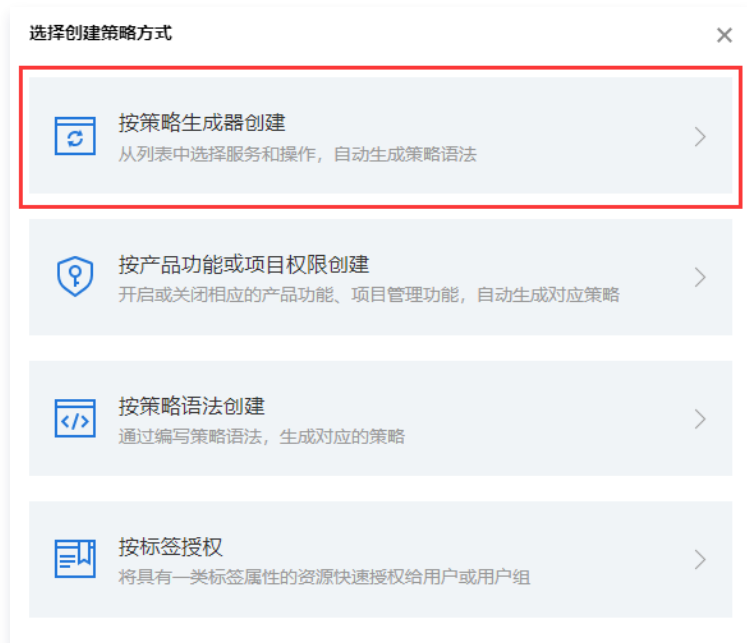 选择创建策略方式
按策略生成器创建
从列表中选择服务和操作，自动生成策略语法
按产品功能或项目权限创建
开启或关闭相应的产品功能、项目管理功能，自动生成对应策略
按策略语法创建
通过编写策略语法，生成对应的策略
按标签授权
将具有一类标签属性的资源快速授权给用户或用户组